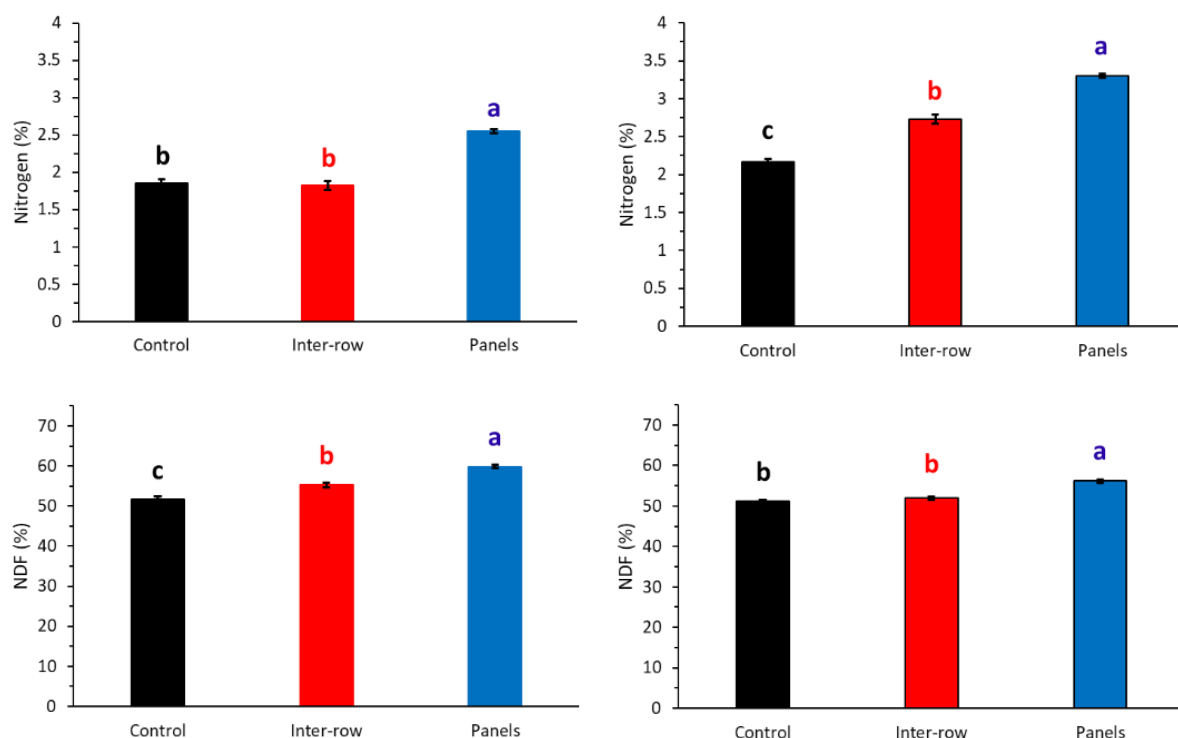 4
3.5
3
2.5
2
1.5
1
0.5
0
Nitrogen (%)
b
b
a
Control
Inter-row
Panels
4
3.5
3
2.5
2
1.5
1
0.5
0
Nitrogen (%)
c
b
a
Control
Inter-row
Panels
70
60
50
40
30
20
10
0
NDF (%)
c
b
a
Control
Inter-row
Panels
70
60
50
40
30
20
10
0
NDF (%)
b
b
a
Control
Inter-row
Panels